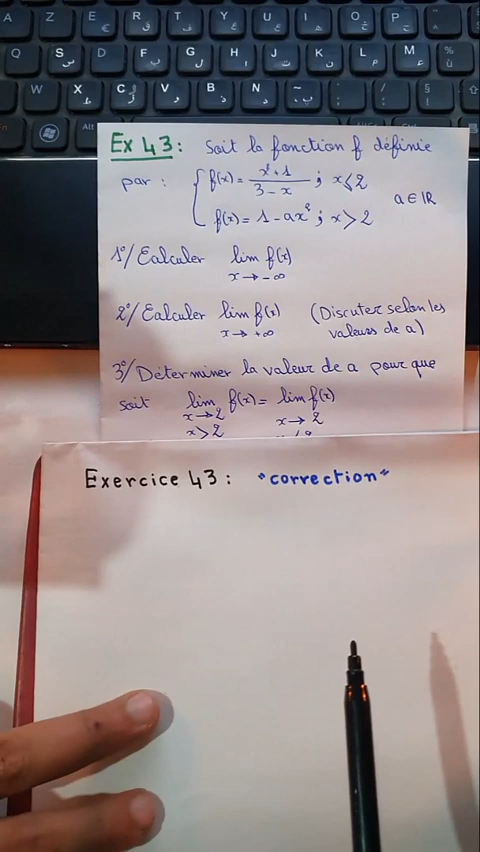 A Z E R T Y U I O P
Q S D F G H J K L M %
W X C V B N
Alt
Ex 43 : Soit la fonction f définie
par : { f(x) = x²+1 / 3 - x ; x ≤ 2
f(x) = 1 - ax² ; x > 2 a ∈ IR
1°/ Calculer lim f(x)
x → -∞
2°/ Calculer lim f(x) (Discuter selon les
x → +∞ valeurs de a)
3°/ Déterminer la valeur de a pour que
soit lim f(x) = lim f(x)
x → 2 x → 2
x > 2
Exercice 43 : "correction"